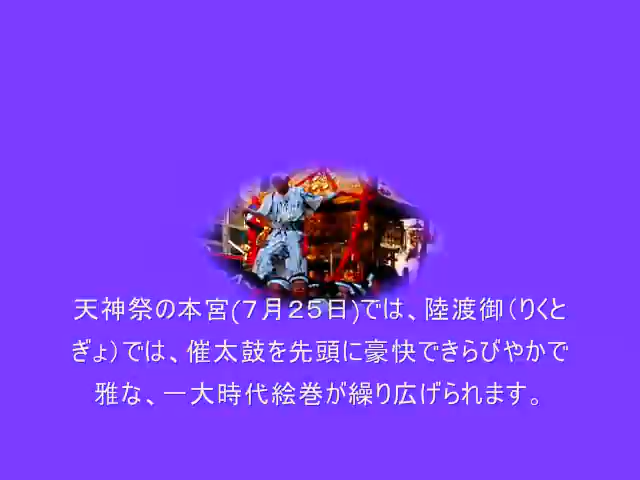 天神祭の本宮(7月２５日)では、陸渡御（りくと
ぎょ）では、催太鼓を先頭に豪快できらびやかで
雅な、一大時代絵巻が繰り広げられます。